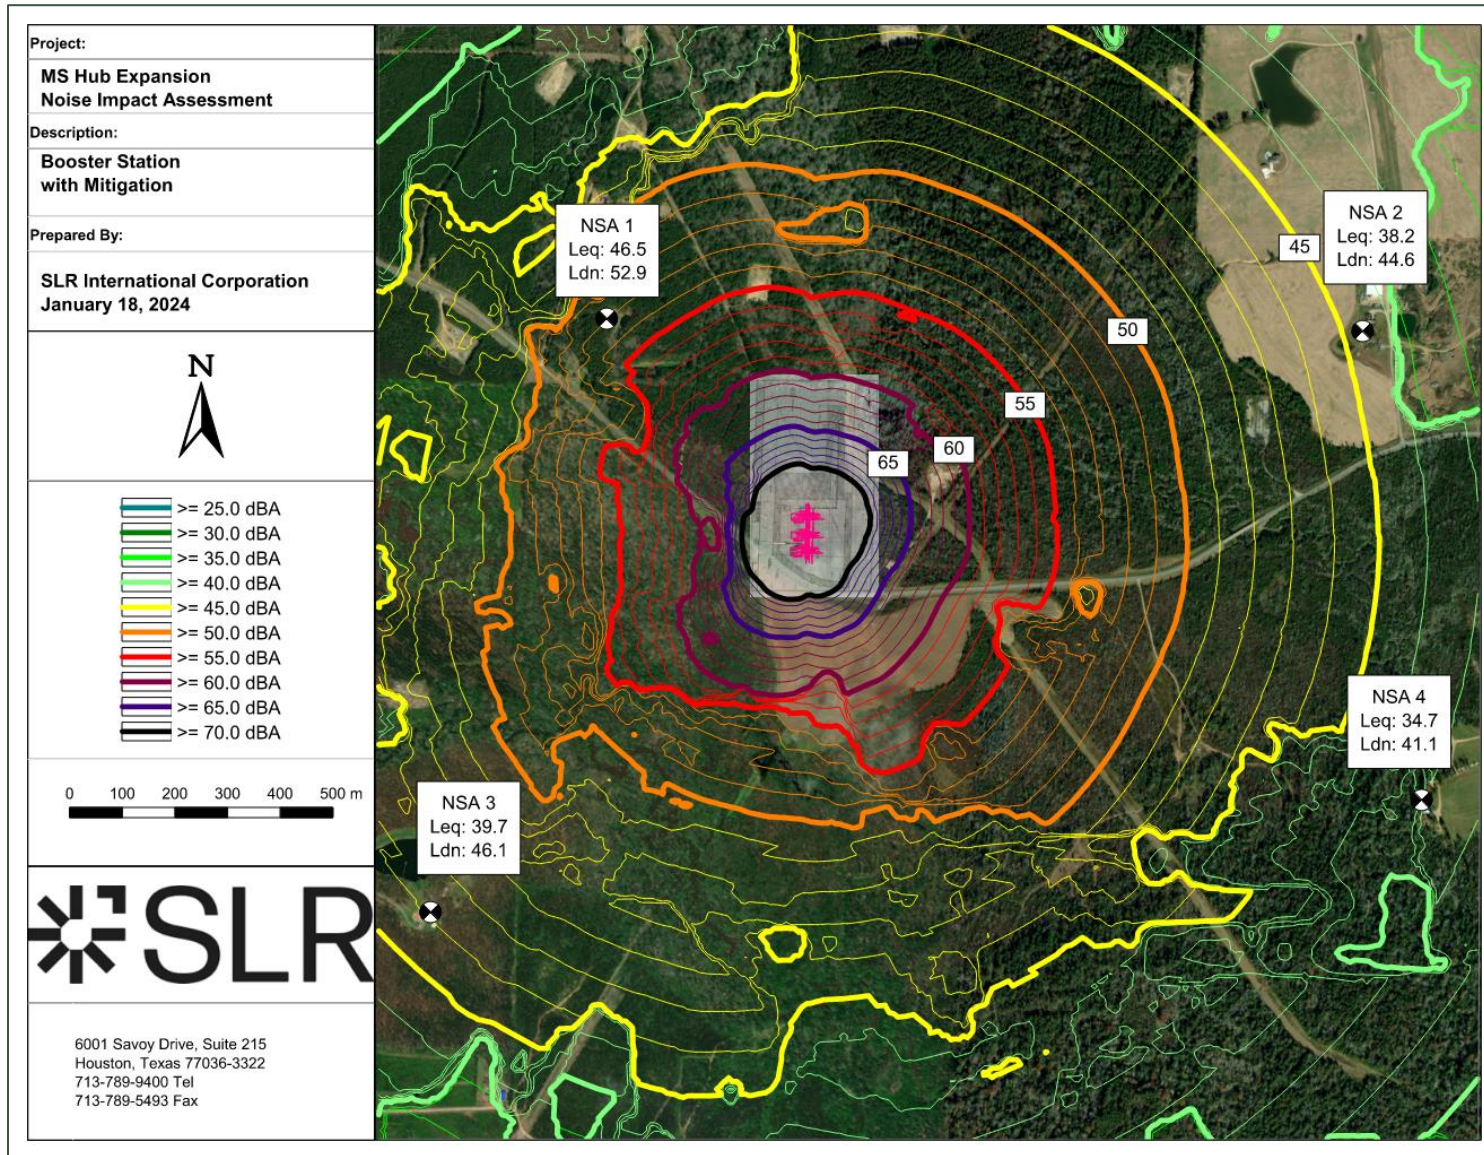 Project:
MS Hub Expansion
Noise Impact Assessment
Description:
Booster Station
with Mitigation
Prepared By:
SLR International Corporation
January 18, 2024
N
>= 25.0 dBA
>= 30.0 dBA
>= 35.0 dBA
>= 40.0 dBA
>= 45.0 dBA
>= 50.0 dBA
>= 55.0 dBA
>= 60.0 dBA
>= 65.0 dBA
>= 70.0 dBA
0 100 200 300 400 500 m
SLR
6001 Savoy Drive, Suite 215
Houston, Texas 77036-3322
713-789-9400 Tel
713-789-5493 Fax
NSA 1
Leq: 46.5
Ldn: 52.9
NSA 2
Leq: 38.2
Ldn: 44.6
45
50
55
60
65
NSA 4
Leq: 34.7
Ldn: 41.1
NSA 3
Leq: 39.7
Ldn: 46.1